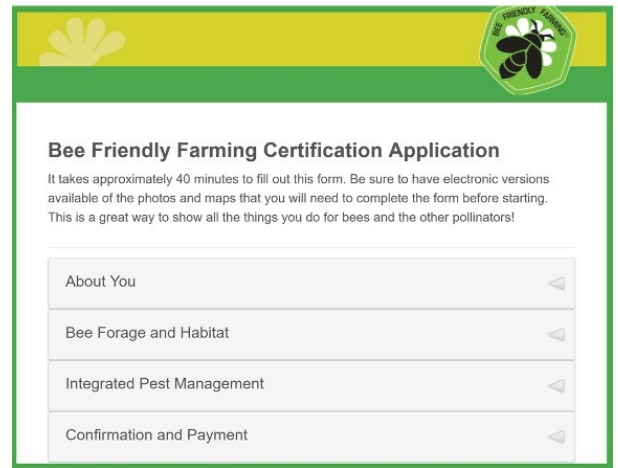 BEE FRIENDLY FARMING
Bee Friendly Farming Certification Application
It takes approximately 40 minutes to fill out this form. Be sure to have electronic versions
available of the photos and maps that you will need to complete the form before starting.
This is a great way to show all the things you do for bees and the other pollinators!
About You
Bee Forage and Habitat
Integrated Pest Management
Confirmation and Payment